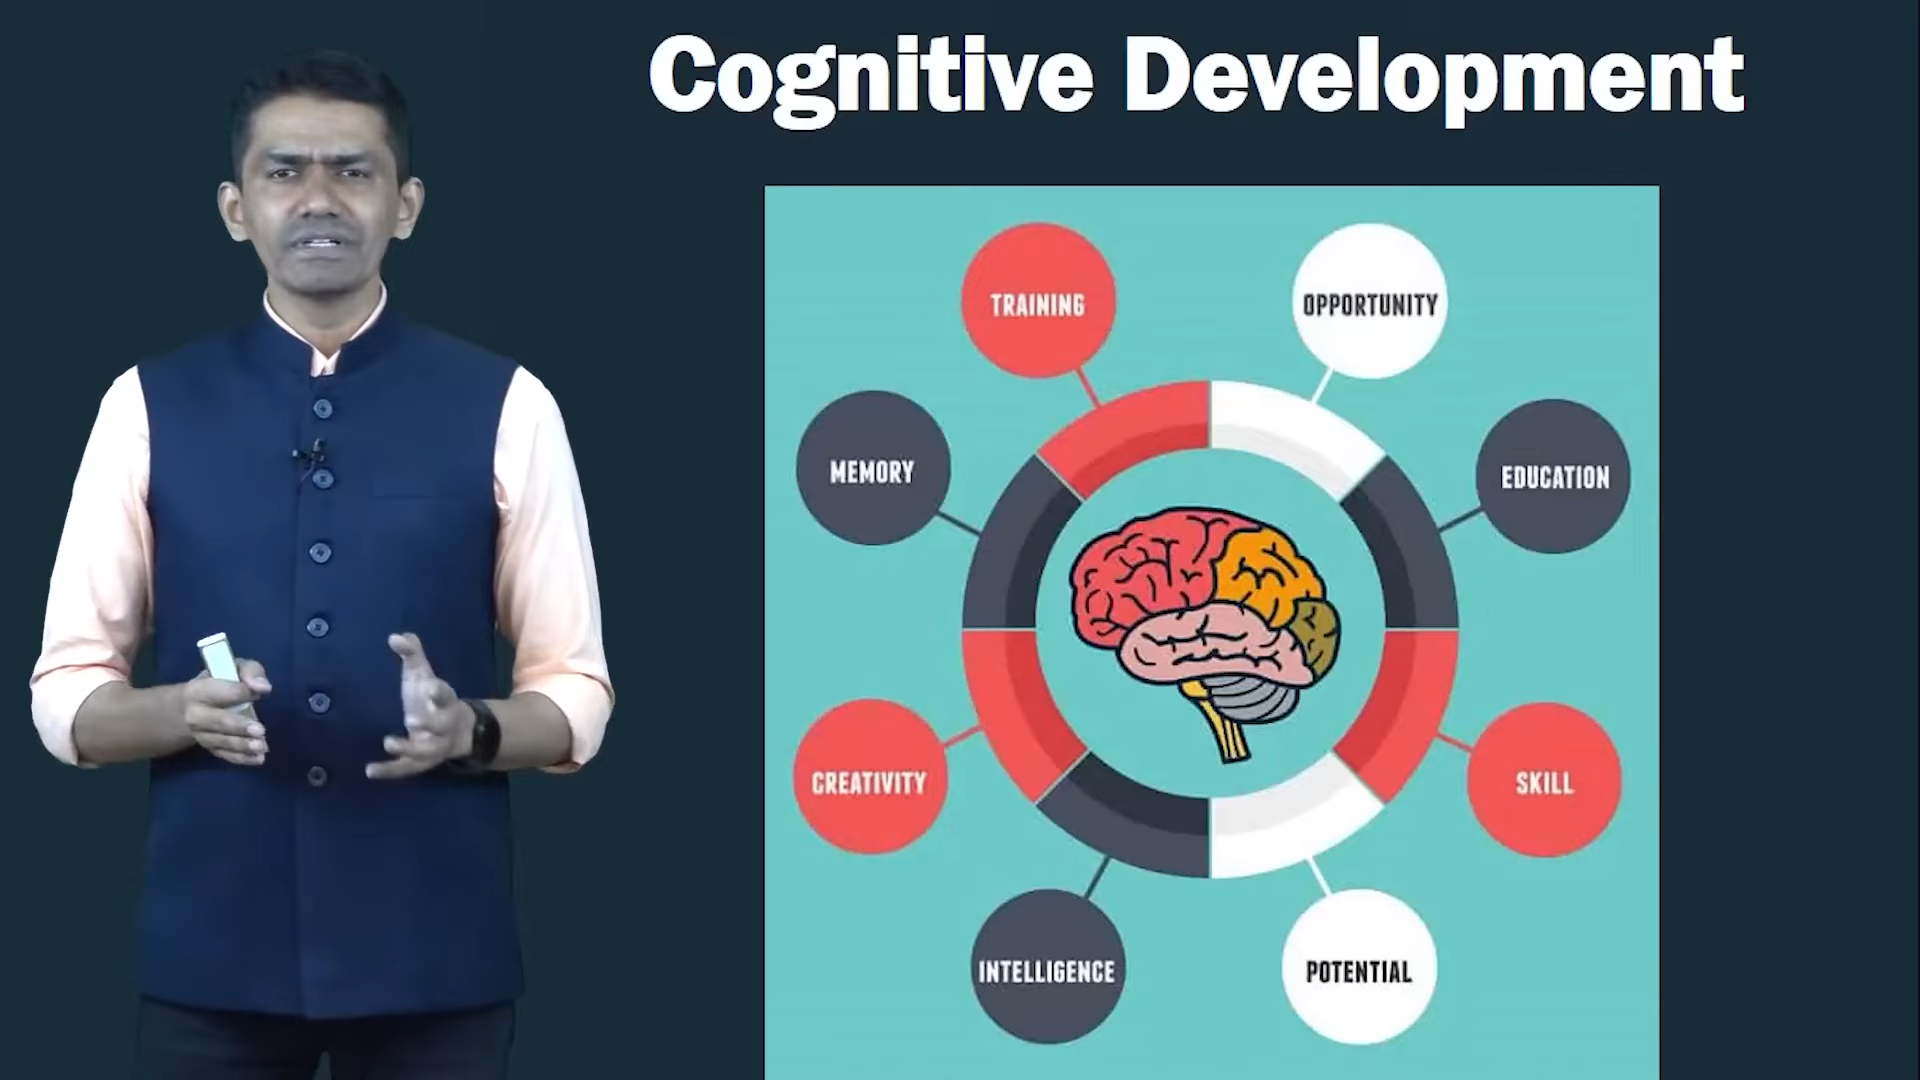 Cognitive Development
TRAINING
OPPORTUNITY
MEMORY
EDUCATION
CREATIVITY
SKILL
INTELLIGENCE
POTENTIAL